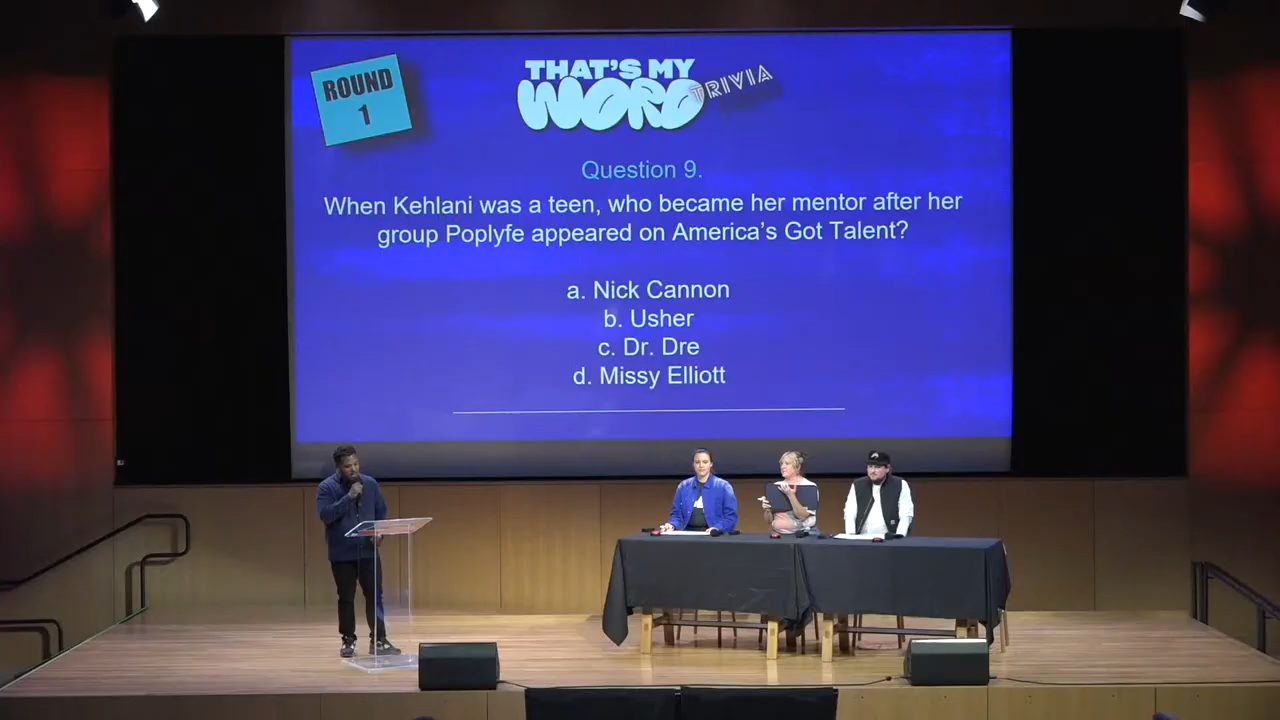 ROUND
1
THAT'S MY
WORD TRIVIA
Question 9.
When Kehlani was a teen, who became her mentor after her
group Poplyfe appeared on America's Got Talent?
a. Nick Cannon
b. Usher
c. Dr. Dre
d. Missy Elliott